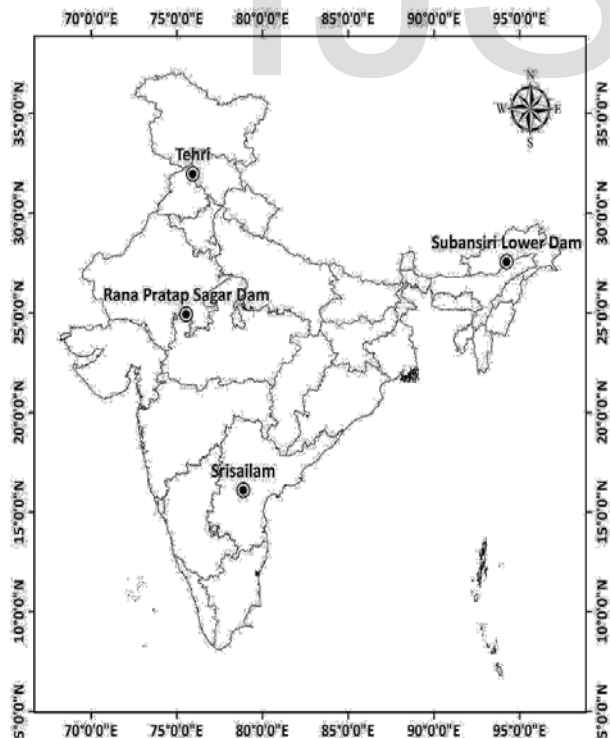 70°0'0"E 75°0'0"E 80°0'0"E 85°0'0"E 90°0'0"E 95°0'0"E
N
W E
S
35°0'0"N 35°0'0"N
Tehri
30°0'0"N 30°0'0"N
Subansiri Lower Dam
Rana Pratap Sagar Dam
25°0'0"N 25°0'0"N
20°0'0"N 20°0'0"N
Srisailam
15°0'0"N 15°0'0"N
10°0'0"N 10°0'0"N
5°0'0"N 5°0'0"N
70°0'0"E 75°0'0"E 80°0'0"E 85°0'0"E 90°0'0"E 95°0'0"E